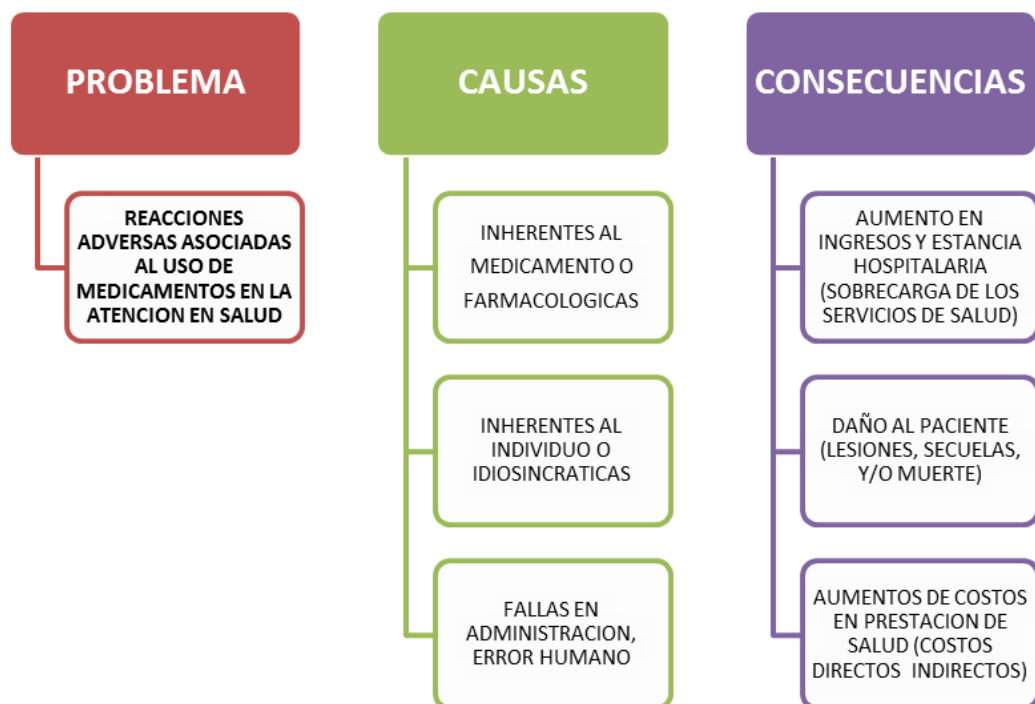 PROBLEMA
REACCIONES
ADVERSAS ASOCIADAS
AL USO DE
MEDICAMENTOS EN LA
ATENCION EN SALUD
CAUSAS
INHERENTES AL
MEDICAMENTO O
FARMACOLOGICAS
INHERENTES AL
INDIVIDUO O
IDIOSINCRATICAS
FALLAS EN
ADMINISTRACION,
ERROR HUMANO
CONSECUENCIAS
AUMENTO EN
INGRESOS Y ESTANCIA
HOSPITALARIA
(SOBRECARGA DE LOS
SERVICIOS DE SALUD)
DAÑO AL PACIENTE
(LESIONES, SECUELAS,
Y/O MUERTE)
AUMENTOS DE COSTOS
EN PRESTACION DE
SALUD (COSTOS
DIRECTOS INDIRECTOS)